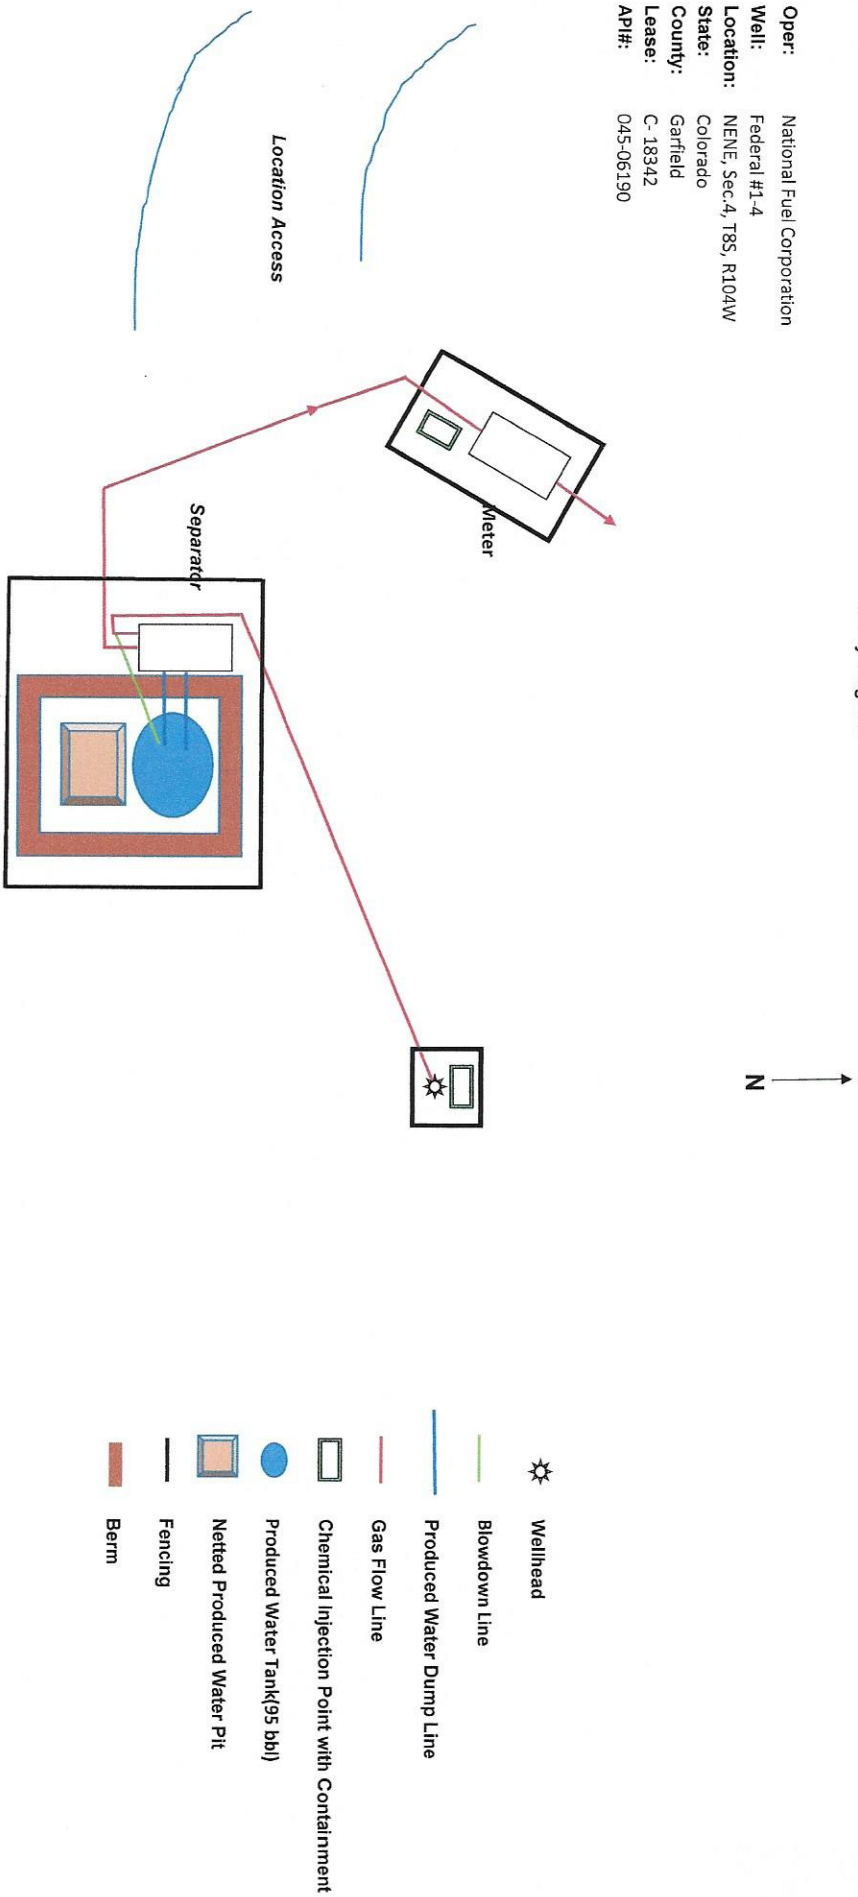 Oper: National Fuel Corporation
Well: Federal #1-4
Location: NENE, Sec.4, T8S, R104W
State: Colorado
County: Garfield
Lease: C- 18342
API#: 045-06190
N
Location Access
Meter
Separator
Wellhead
Blowdown Line
Produced Water Dump Line
Gas Flow Line
Chemical Injection Point with Containment
Produced Water Tank(95 bbl)
Netted Produced Water Pit
Fencing
Berm